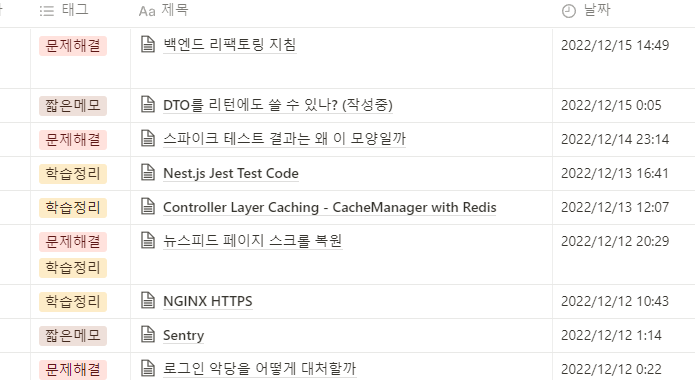 태그 Aa 제목 날짜
문제해결 백엔드 리팩토링 지침 2022/12/15 14:49
짧은메모 DTO를 리턴에도 쓸 수 있나? (작성중) 2022/12/15 0:05
문제해결 스파이크 테스트 결과는 왜 이 모양일까 2022/12/14 23:14
학습정리 Nest.js Jest Test Code 2022/12/13 16:41
학습정리 Controller Layer Caching - CacheManager with Redis 2022/12/13 12:07
문제해결 뉴스피드 페이지 스크롤 복원 2022/12/12 20:29
학습정리
학습정리 NGINX HTTPS 2022/12/12 10:43
짧은메모 Sentry 2022/12/12 1:14
문제해결 로그인 악당을 어떻게 대처할까 2022/12/12 0:22